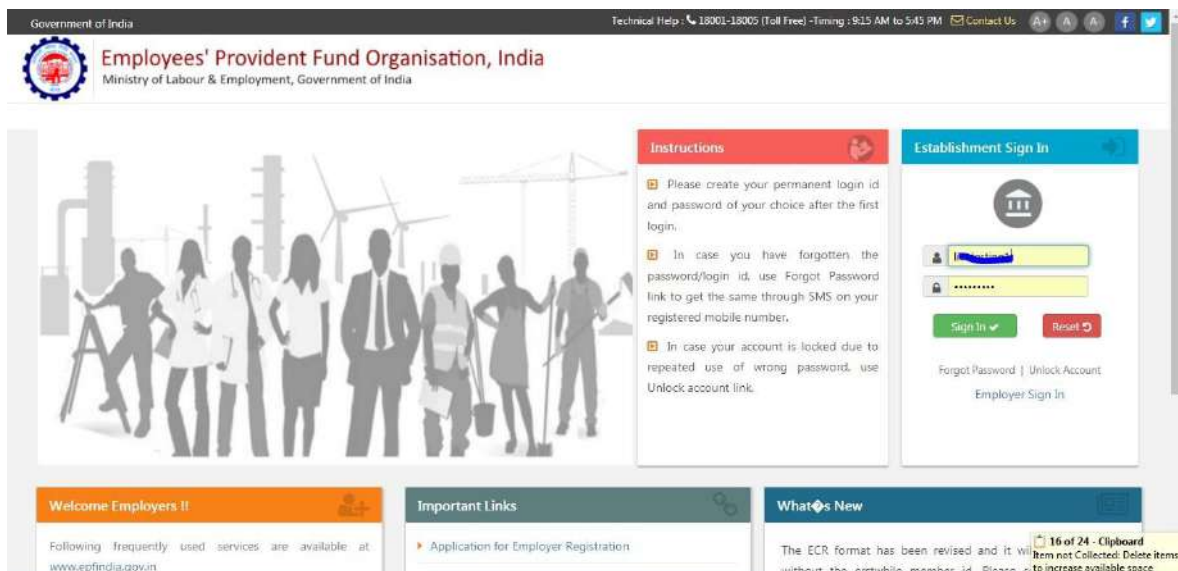 Government of India
Technical Help : 18001-18005 (Toll Free) -Timing : 9:15 AM to 5:45 PM Contact Us A+ A A-
Employees' Provident Fund Organisation, India
Ministry of Labour & Employment, Government of India
Instructions
Please create your permanent login id
and password of your choice after the first
login.
In case you have forgotten the
password/login id, use Forgot Password
link to get the same through SMS on your
registered mobile number.
In case your account is locked due to
repeated use of wrong password, use
Unlock account link.
Establishment Sign In
•••••••••
Sign In
Reset
Forgot Password | Unlock Account
Employer Sign In
Welcome Employers !!
Following frequently used services are available at
www.epfindia.gov.in
Important Links
Application for Employer Registration
What�s New
The ECR format has been revised and it
without the erstwhile member id. Please
16 of 24 - Clipboard
Item not Collected: Delete items
to increase available space